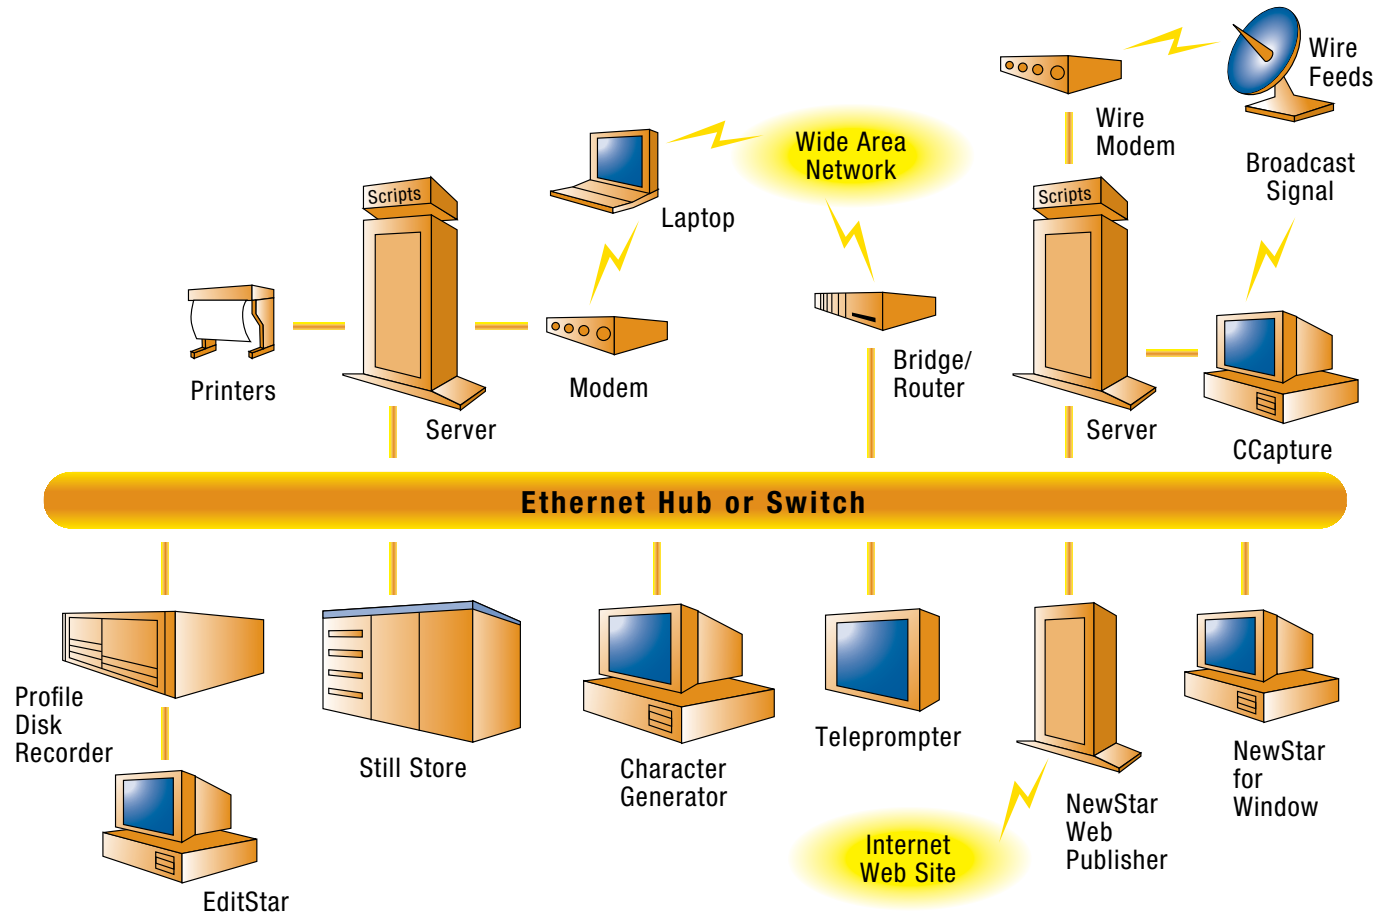 Wire
Feeds
Wire
Modem
Wide Area
Network
Broadcast
Signal
Scripts
Scripts
Laptop
Printers
Modem
Bridge/
Router
Server
Server
CCapture
Ethernet Hub or Switch
Profile
Disk
Recorder
Still Store
Character
Generator
Teleprompter
NewStar
Web
Publisher
NewStar
for
Window
Internet
Web Site
EditStar